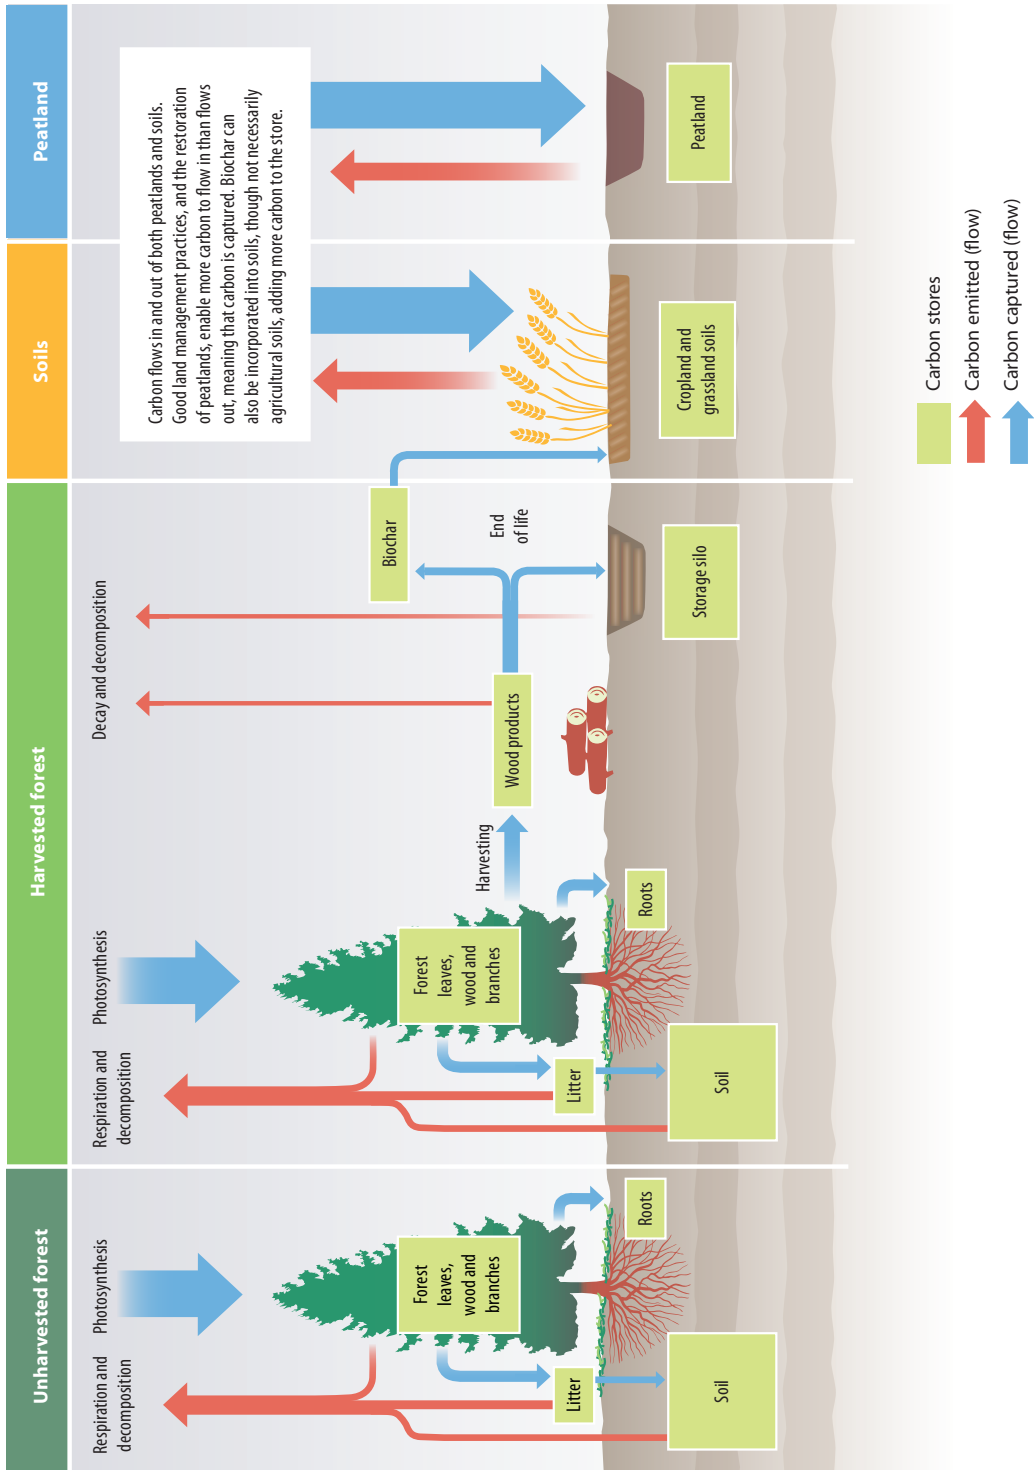 Unharvested forest
Harvested forest
Soils
Peatland
Respiration and
decomposition
Photosynthesis
Forest
leaves,
wood and
branches
Litter
Roots
Soil
Respiration and
decomposition
Photosynthesis
Forest
leaves,
wood and
branches
Litter
Roots
Soil
Harvesting
Wood products
Decay and decomposition
Biochar
End
of life
Storage silo
Carbon flows in and out of both peatlands and soils.
Good land management practices, and the restoration
of peatlands, enable more carbon to flow in than flows
out, meaning that carbon is captured. Biochar can
also be incorporated into soils, though not necessarily
agricultural soils, adding more carbon to the store.
Cropland and
grassland soils
Peatland
Carbon stores
Carbon emitted (flow)
Carbon captured (flow)